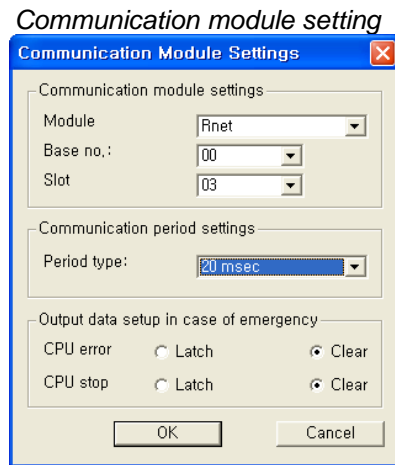 Communication module setting
Communication Module Settings
Communication module settings
Module Rnet
Base no,: 00
Slot 03
Communication period settings
Period type: 20 msec
Output data setup in case of emergency
CPU error Latch Clear
CPU stop Latch Clear
OK Cancel